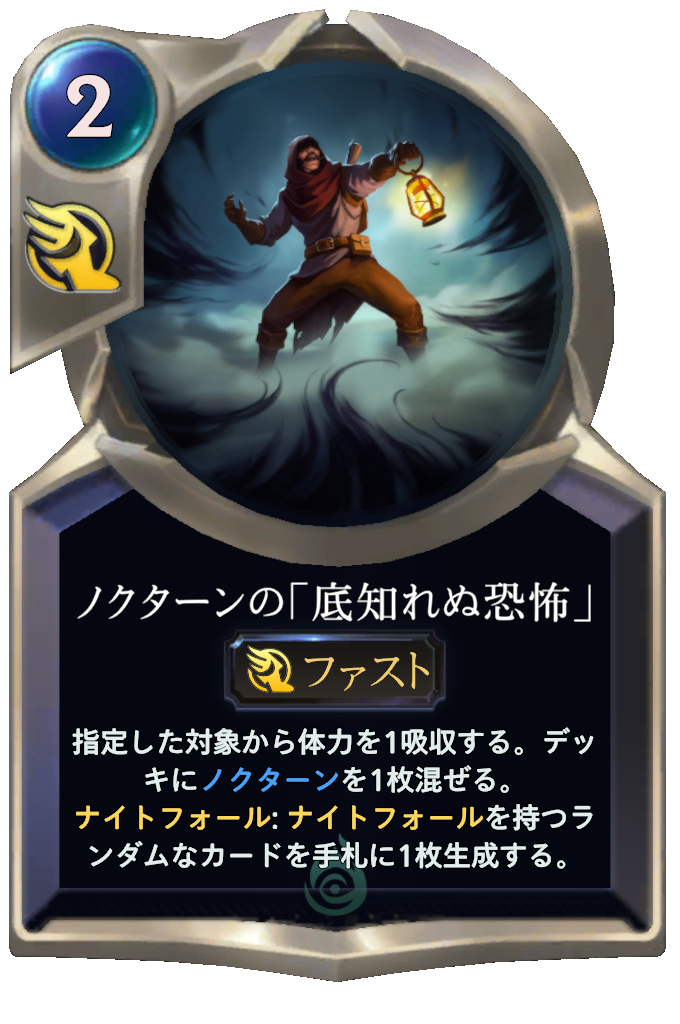 2
ノクターンの「底知れぬ恐怖」
ファスト
指定した対象から体力を1吸収する。デッ
キにノクターンを1枚混ぜる。
ナイトフォール: ナイトフォールを持つラ
ンダムなカードを手札に1枚生成する。